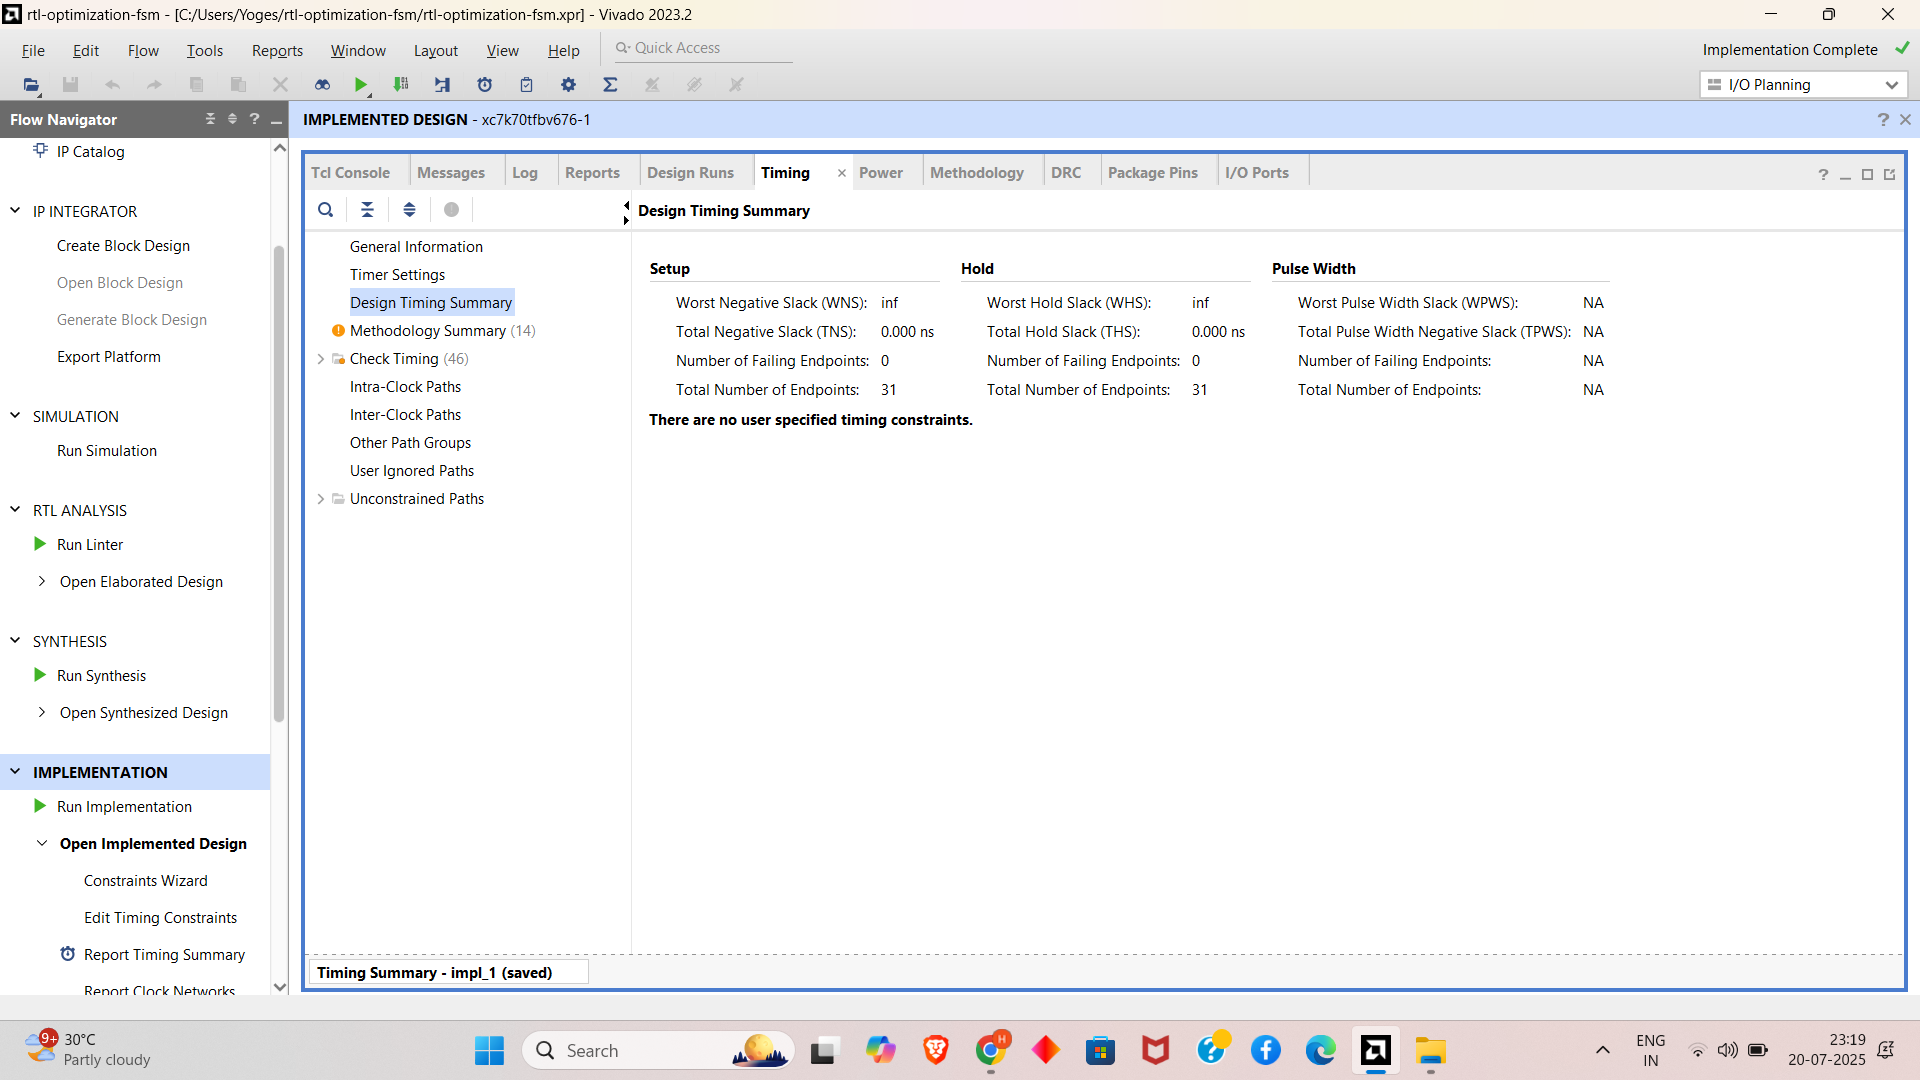 rtl-optimization-fsm - [C:/Users/Yoges/rtl-optimization-fsm/rtl-optimization-fsm.xpr] - Vivado 2023.2
File Edit Flow Tools Reports Window Layout View Help Quick Access
Implementation Complete
I/O Planning
Flow Navigator
IMPLEMENTED DESIGN - xc7k70tfbv676-1
IP Catalog
IP INTEGRATOR
Create Block Design
Open Block Design
Generate Block Design
Export Platform
SIMULATION
Run Simulation
RTL ANALYSIS
Run Linter
Open Elaborated Design
SYNTHESIS
Run Synthesis
Open Synthesized Design
IMPLEMENTATION
Run Implementation
Open Implemented Design
Constraints Wizard
Edit Timing Constraints
Report Timing Summary
Report Clock Networks
Tcl Console Messages Log Reports Design Runs Timing Power Methodology DRC Package Pins I/O Ports
Design Timing Summary
General Information
Timer Settings
Design Timing Summary
Methodology Summary (14)
Check Timing (46)
Intra-Clock Paths
Inter-Clock Paths
Other Path Groups
User Ignored Paths
Unconstrained Paths
Setup Hold Pulse Width
Worst Negative Slack (WNS): inf Worst Hold Slack (WHS): inf Worst Pulse Width Slack (WPWS): NA
Total Negative Slack (TNS): 0.000 ns Total Hold Slack (THS): 0.000 ns Total Pulse Width Negative Slack (TPWS): NA
Number of Failing Endpoints: 0 Number of Failing Endpoints: 0 Number of Failing Endpoints: NA
Total Number of Endpoints: 31 Total Number of Endpoints: 31 Total Number of Endpoints: NA
There are no user specified timing constraints.
Timing Summary - impl_1 (saved)
9+ 30°C
Partly cloudy
Search
H
ENG
IN
23:19
20-07-2025